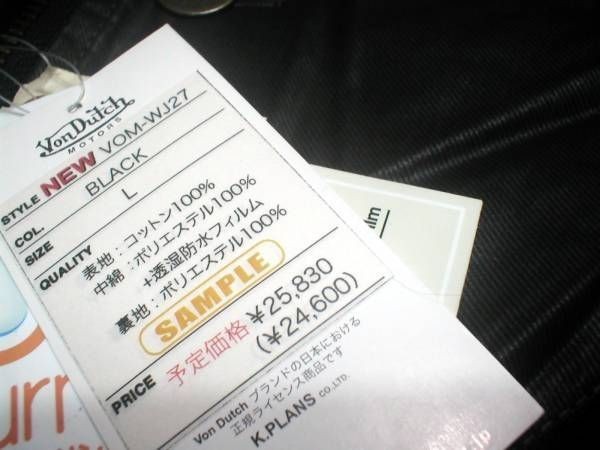 Von Dutch
MOTORS
STYLE NEW VOM-WJ27
COL. BLACK
SIZE L
QUALITY 表地：コットン100%
中綿：ポリエステル100%
+透湿防水フィルム
裏地：ポリエステル100%
SAMPLE
PRICE 予定価格 ¥25,830
(¥24,600)
Von Dutch ブランドの日本における
正規ライセンス商品です
K.PLANS CO.,LTD.